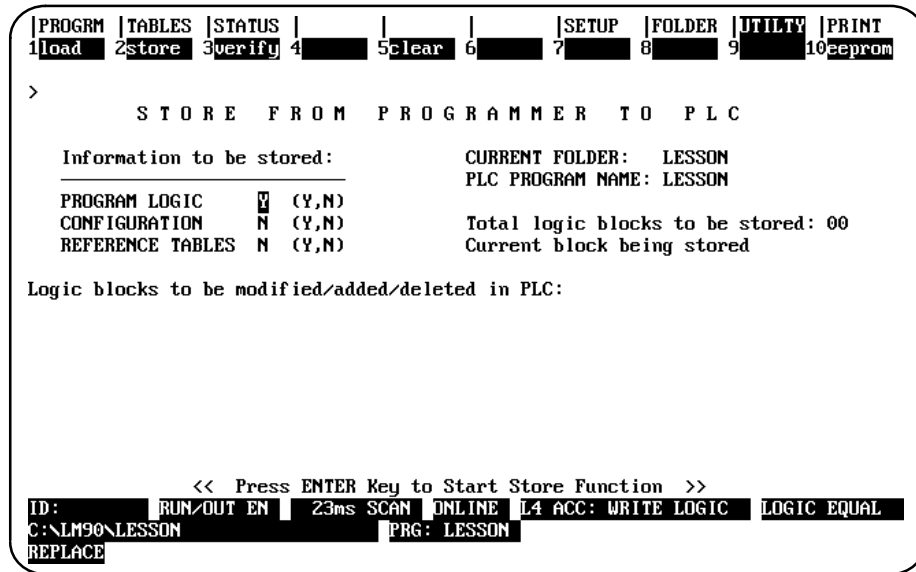 |PROGRM |TABLES |STATUS | | | |SETUP |FOLDER |UTILTY |PRINT
1load 2store 3verify 4 5clear 6 7 8 9 10eeprom
>
S T O R E F R O M P R O G R A M M E R T O P L C
Information to be stored: CURRENT FOLDER: LESSON
PLC PROGRAM NAME: LESSON
PROGRAM LOGIC Y (Y,N)
CONFIGURATION N (Y,N) Total logic blocks to be stored: 00
REFERENCE TABLES N (Y,N) Current block being stored
Logic blocks to be modified/added/deleted in PLC:
<< Press ENTER Key to Start Store Function >>
ID: RUN/OUT EN 23ms SCAN ONLINE L4 ACC: WRITE LOGIC LOGIC EQUAL
C:\LM90\LESSON PRG: LESSON
REPLACE